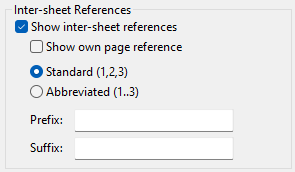 Inter-sheet References
Show inter-sheet references
Show own page reference
Standard (1,2,3)
Abbreviated (1..3)
Prefix:
Suffix: